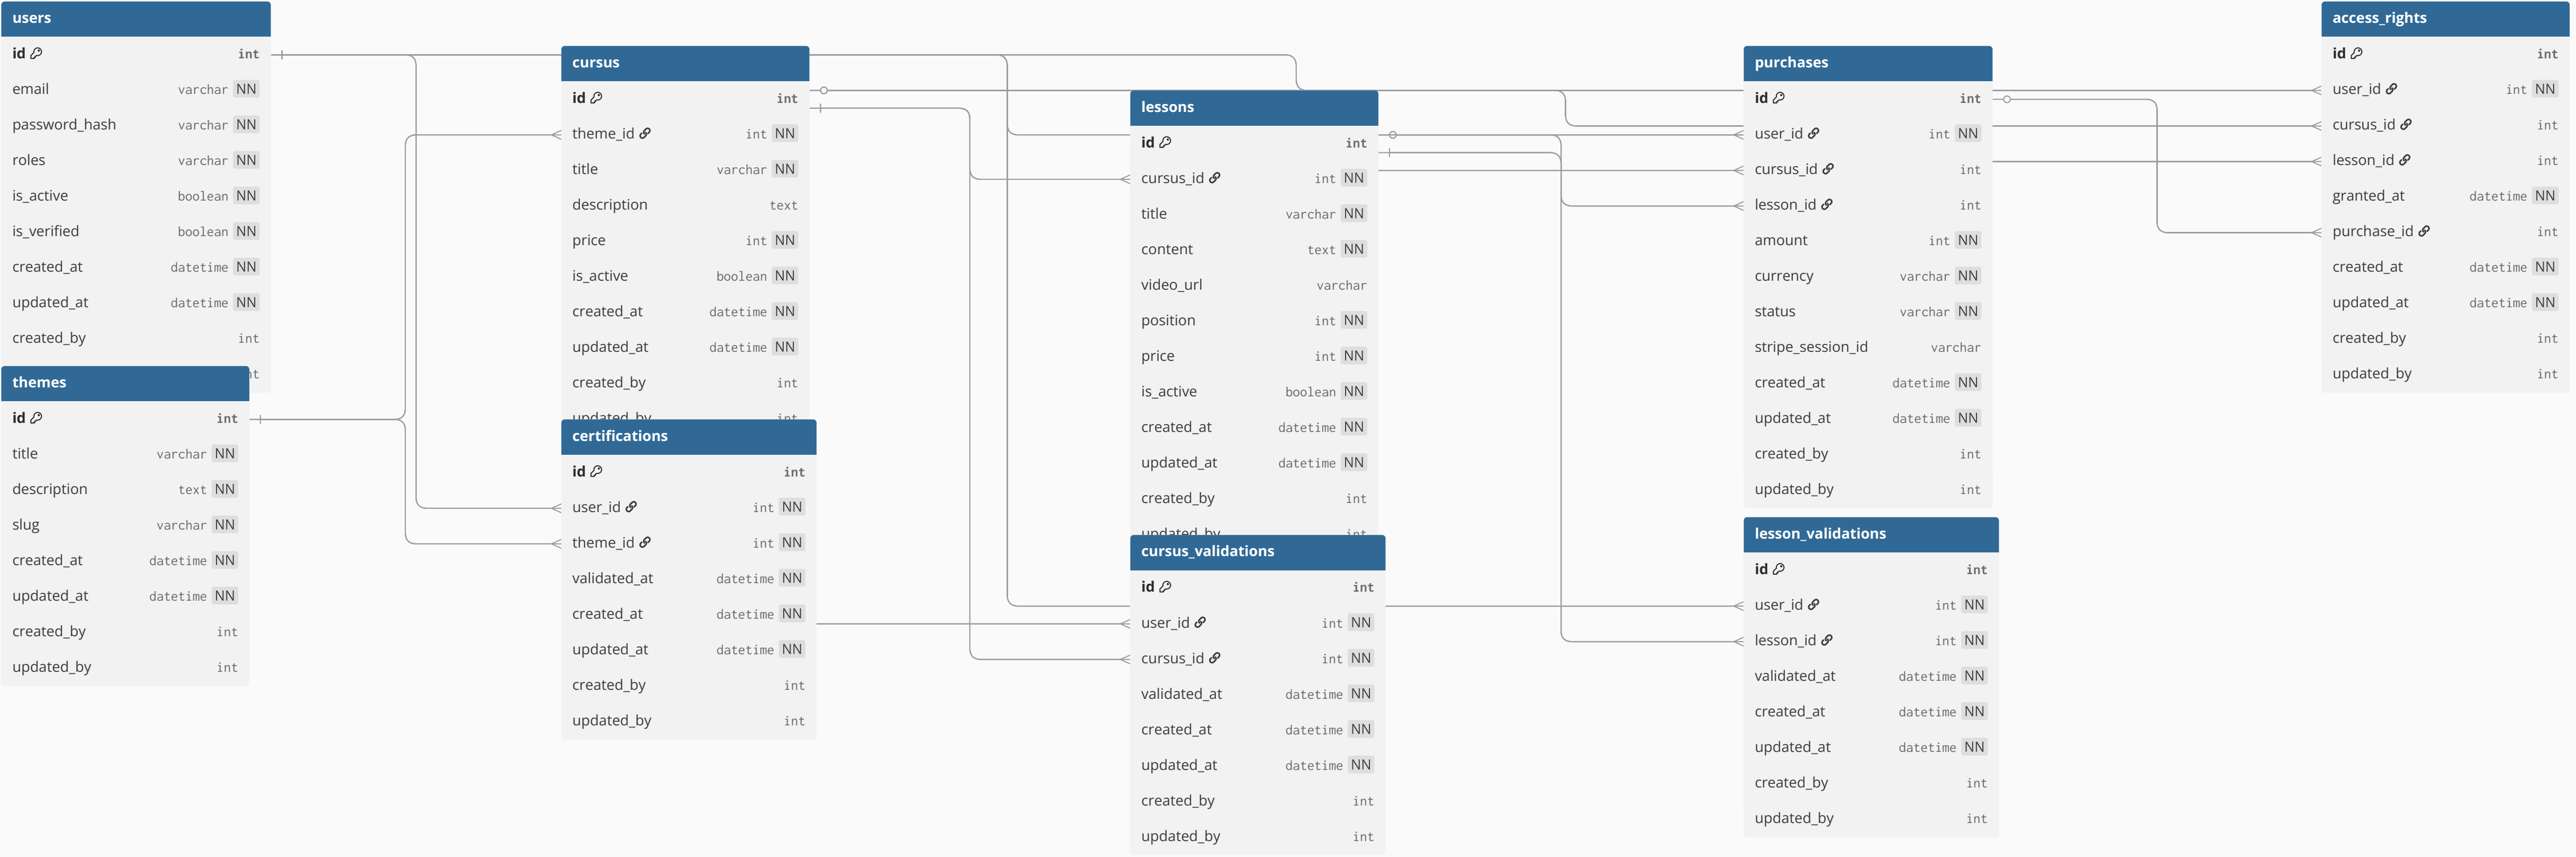 users
id int
email varchar NN
password_hash varchar NN
roles varchar NN
is_active boolean NN
is_verified boolean NN
created_at datetime NN
updated_at datetime NN
created_by int
themes
id int
title varchar NN
description text NN
slug varchar NN
created_at datetime NN
updated_at datetime NN
created_by int
updated_by int
cursus
id int
theme_id int NN
title varchar NN
description text
price int NN
is_active boolean NN
created_at datetime NN
updated_at datetime NN
created_by int
updated_by int
certifications
id int
user_id int NN
theme_id int NN
validated_at datetime NN
created_at datetime NN
updated_at datetime NN
created_by int
updated_by int
lessons
id int
cursus_id int NN
title varchar NN
content text NN
video_url varchar
position int NN
price int NN
is_active boolean NN
created_at datetime NN
updated_at datetime NN
created_by int
updated_by int
cursus_validations
id int
user_id int NN
cursus_id int NN
validated_at datetime NN
created_at datetime NN
updated_at datetime NN
created_by int
updated_by int
purchases
id int
user_id int NN
cursus_id int
lesson_id int
amount int NN
currency varchar NN
status varchar NN
stripe_session_id varchar
created_at datetime NN
updated_at datetime NN
created_by int
updated_by int
lesson_validations
id int
user_id int NN
lesson_id int NN
validated_at datetime NN
created_at datetime NN
updated_at datetime NN
created_by int
updated_by int
access_rights
id int
user_id int NN
cursus_id int
lesson_id int
granted_at datetime NN
purchase_id int
created_at datetime NN
updated_at datetime NN
created_by int
updated_by int